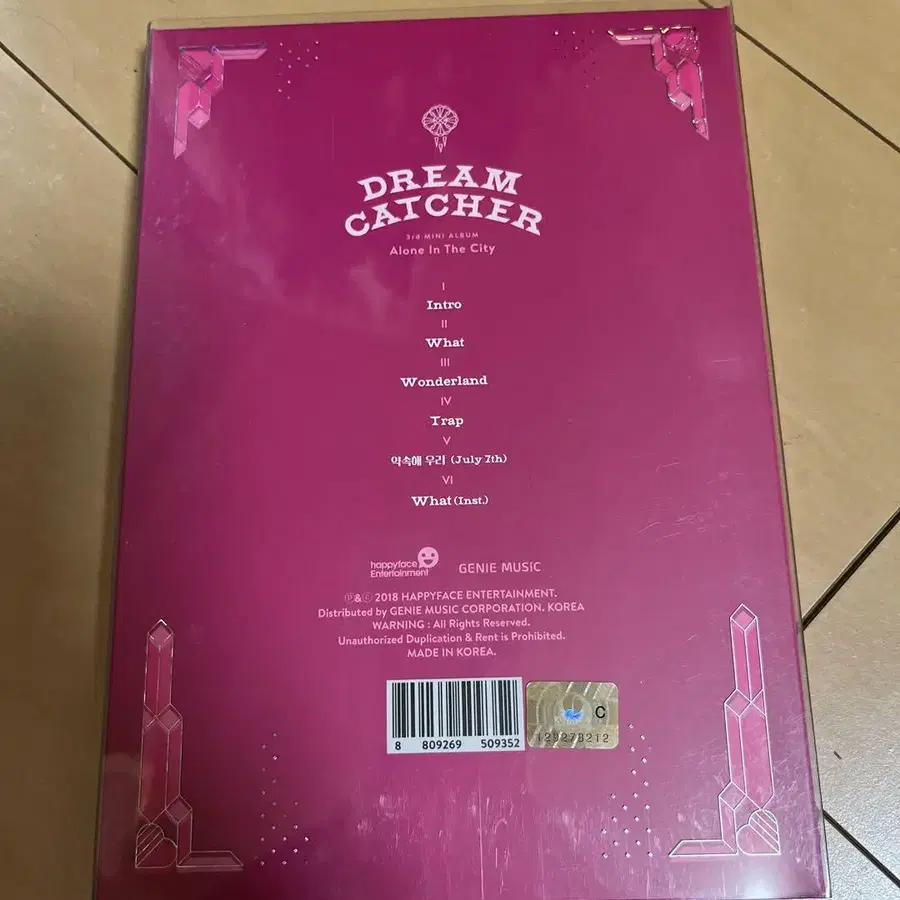 DREAM
CATCHER
3rd MINI ALBUM
Alone In The City
I
Intro
II
What
III
Wonderland
IV
Trap
V
약속해 우리 (July 7th)
VI
What (Inst.)
happyface
Entertainment
GENIE MUSIC
Ⓟ&Ⓒ 2018 HAPPYFACE ENTERTAINMENT.
Distributed by GENIE MUSIC CORPORATION. KOREA
WARNING : All Rights Reserved.
Unauthorized Duplication & Rent is Prohibited.
MADE IN KOREA.
8 809269 509352
C